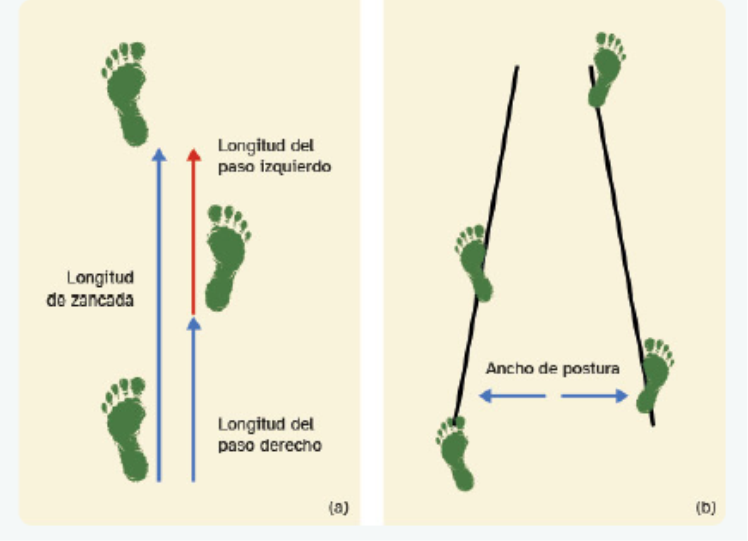 Longitud del
paso izquierdo
Longitud
de zancada
Longitud del
paso derecho
(a)
Ancho de postura
(b)